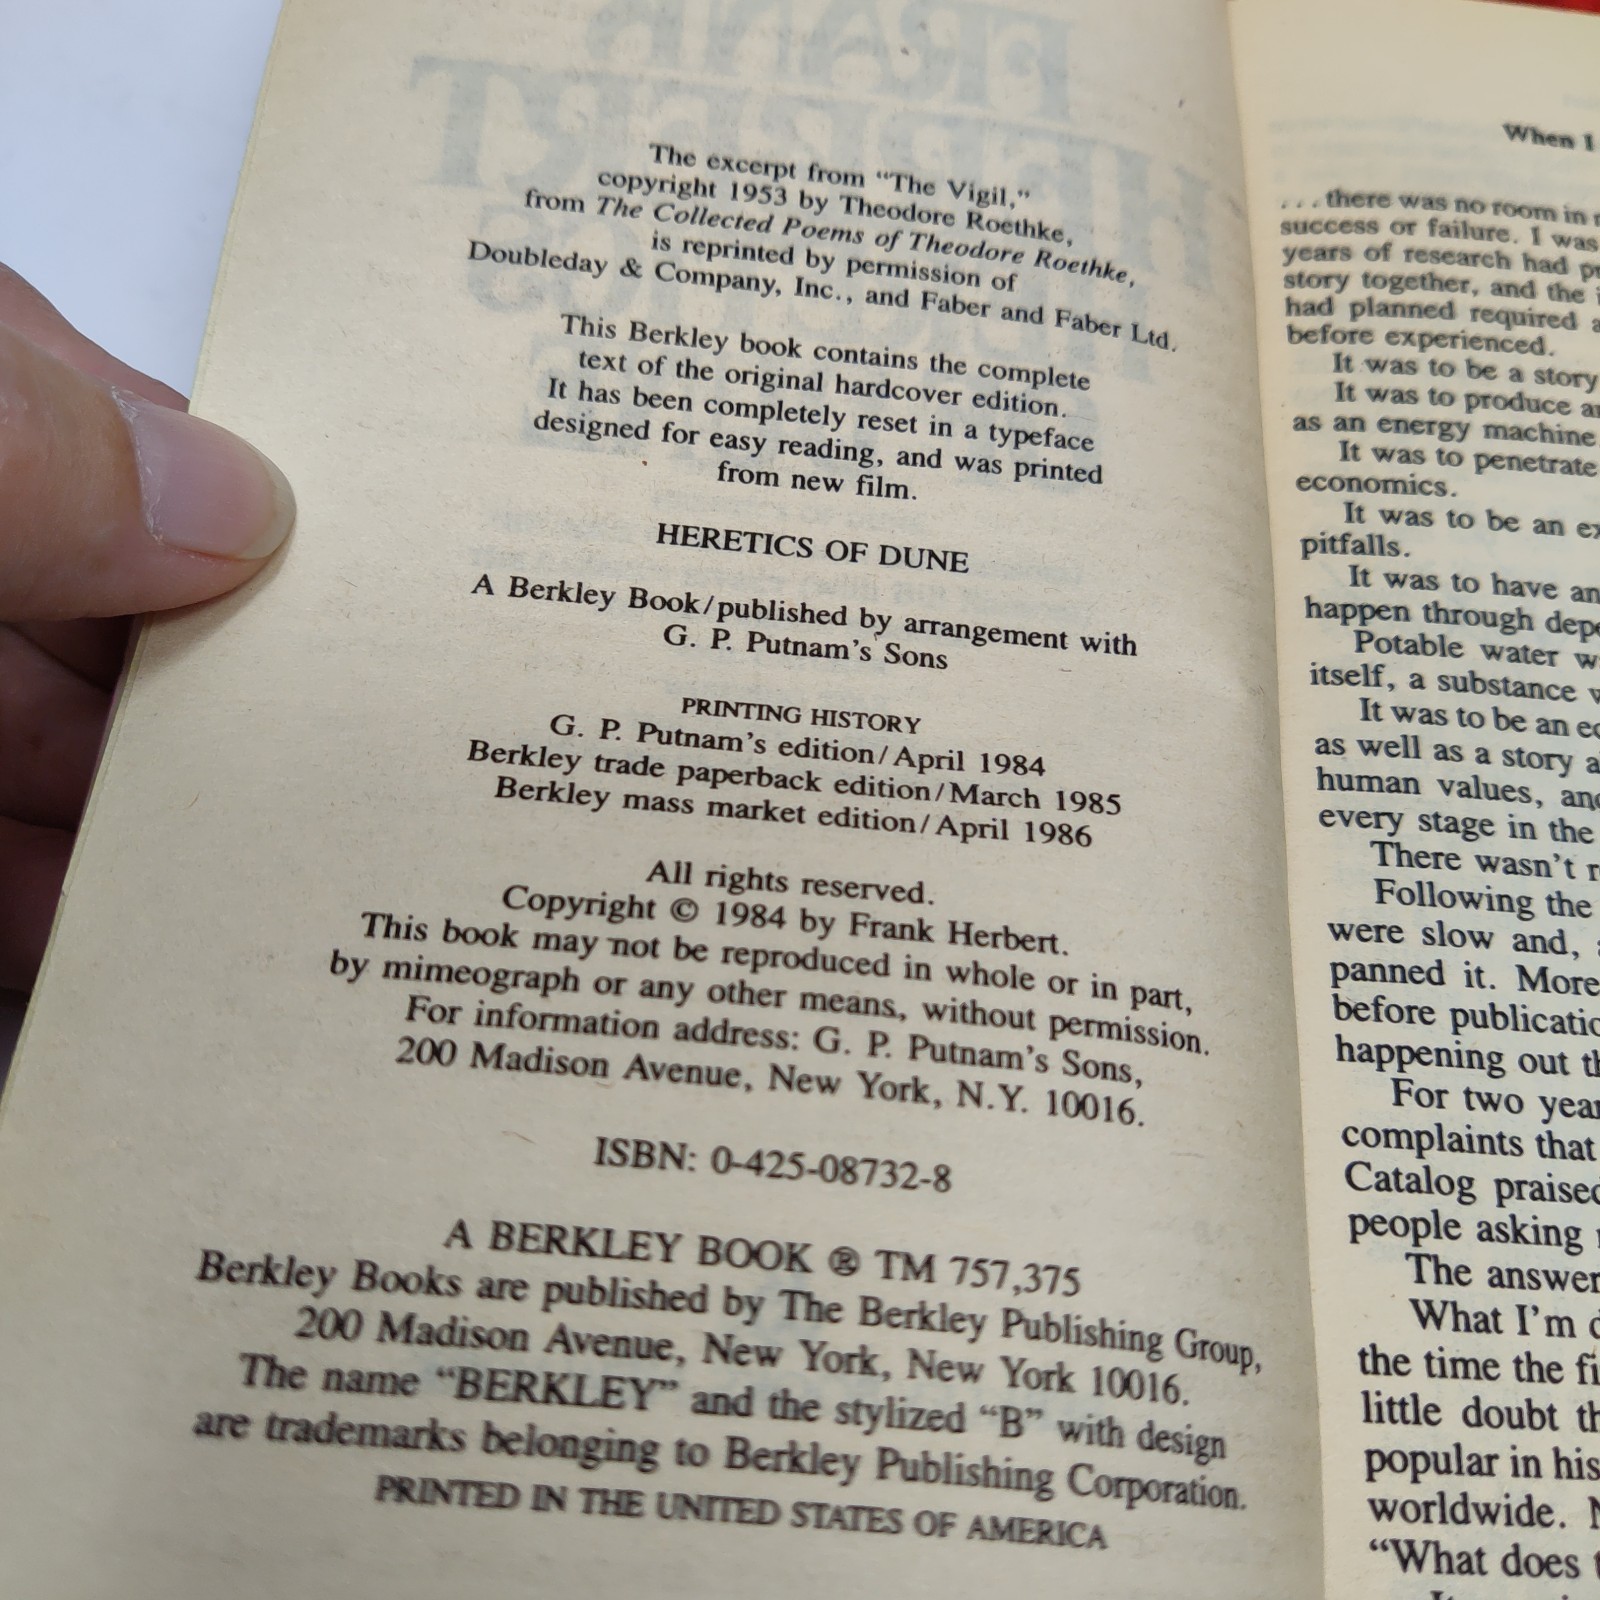 The excerpt from “The Vigil,”
copyright 1953 by Theodore Roethke,
from The Collected Poems of Theodore Roethke,
is reprinted by permission of
Doubleday & Company, Inc., and Faber and Faber Ltd.
This Berkley book contains the complete
text of the original hardcover edition.
It has been completely reset in a typeface
designed for easy reading, and was printed
from new film.
HERETICS OF DUNE
A Berkley Book/published by arrangement with
G. P. Putnam’s Sons
PRINTING HISTORY
G. P. Putnam’s edition/April 1984
Berkley trade paperback edition/March 1985
Berkley mass market edition/April 1986
All rights reserved.
Copyright © 1984 by Frank Herbert.
This book may not be reproduced in whole or in part,
by mimeograph or any other means, without permission.
For information address: G. P. Putnam’s Sons,
200 Madison Avenue, New York, N.Y. 10016.
ISBN: 0-425-08732-8
A BERKLEY BOOK ® TM 757,375
Berkley Books are published by The Berkley Publishing Group,
200 Madison Avenue, New York, New York 10016.
The name “BERKLEY” and the stylized “B” with design
are trademarks belonging to Berkley Publishing Corporation.
PRINTED IN THE UNITED STATES OF AMERICA
When I
. . . there was no room in
success or failure. I was
years of research had
story together, and the
had planned required
before experienced.
It was to be a story
It was to produce
as an energy machine
It was to penetrate
economics.
It was to be an
pitfalls.
It was to have an
happen through
Potable water
itself, a substance
It was to be an
as well as a story
human values,
every stage in the
There wasn’t
Following the
were slow and,
panned it. More
before
happening out
For two
complaints that
Catalog
people asking
The
What I’m
the time the
little doubt
popular in his
worldwide.
“What does